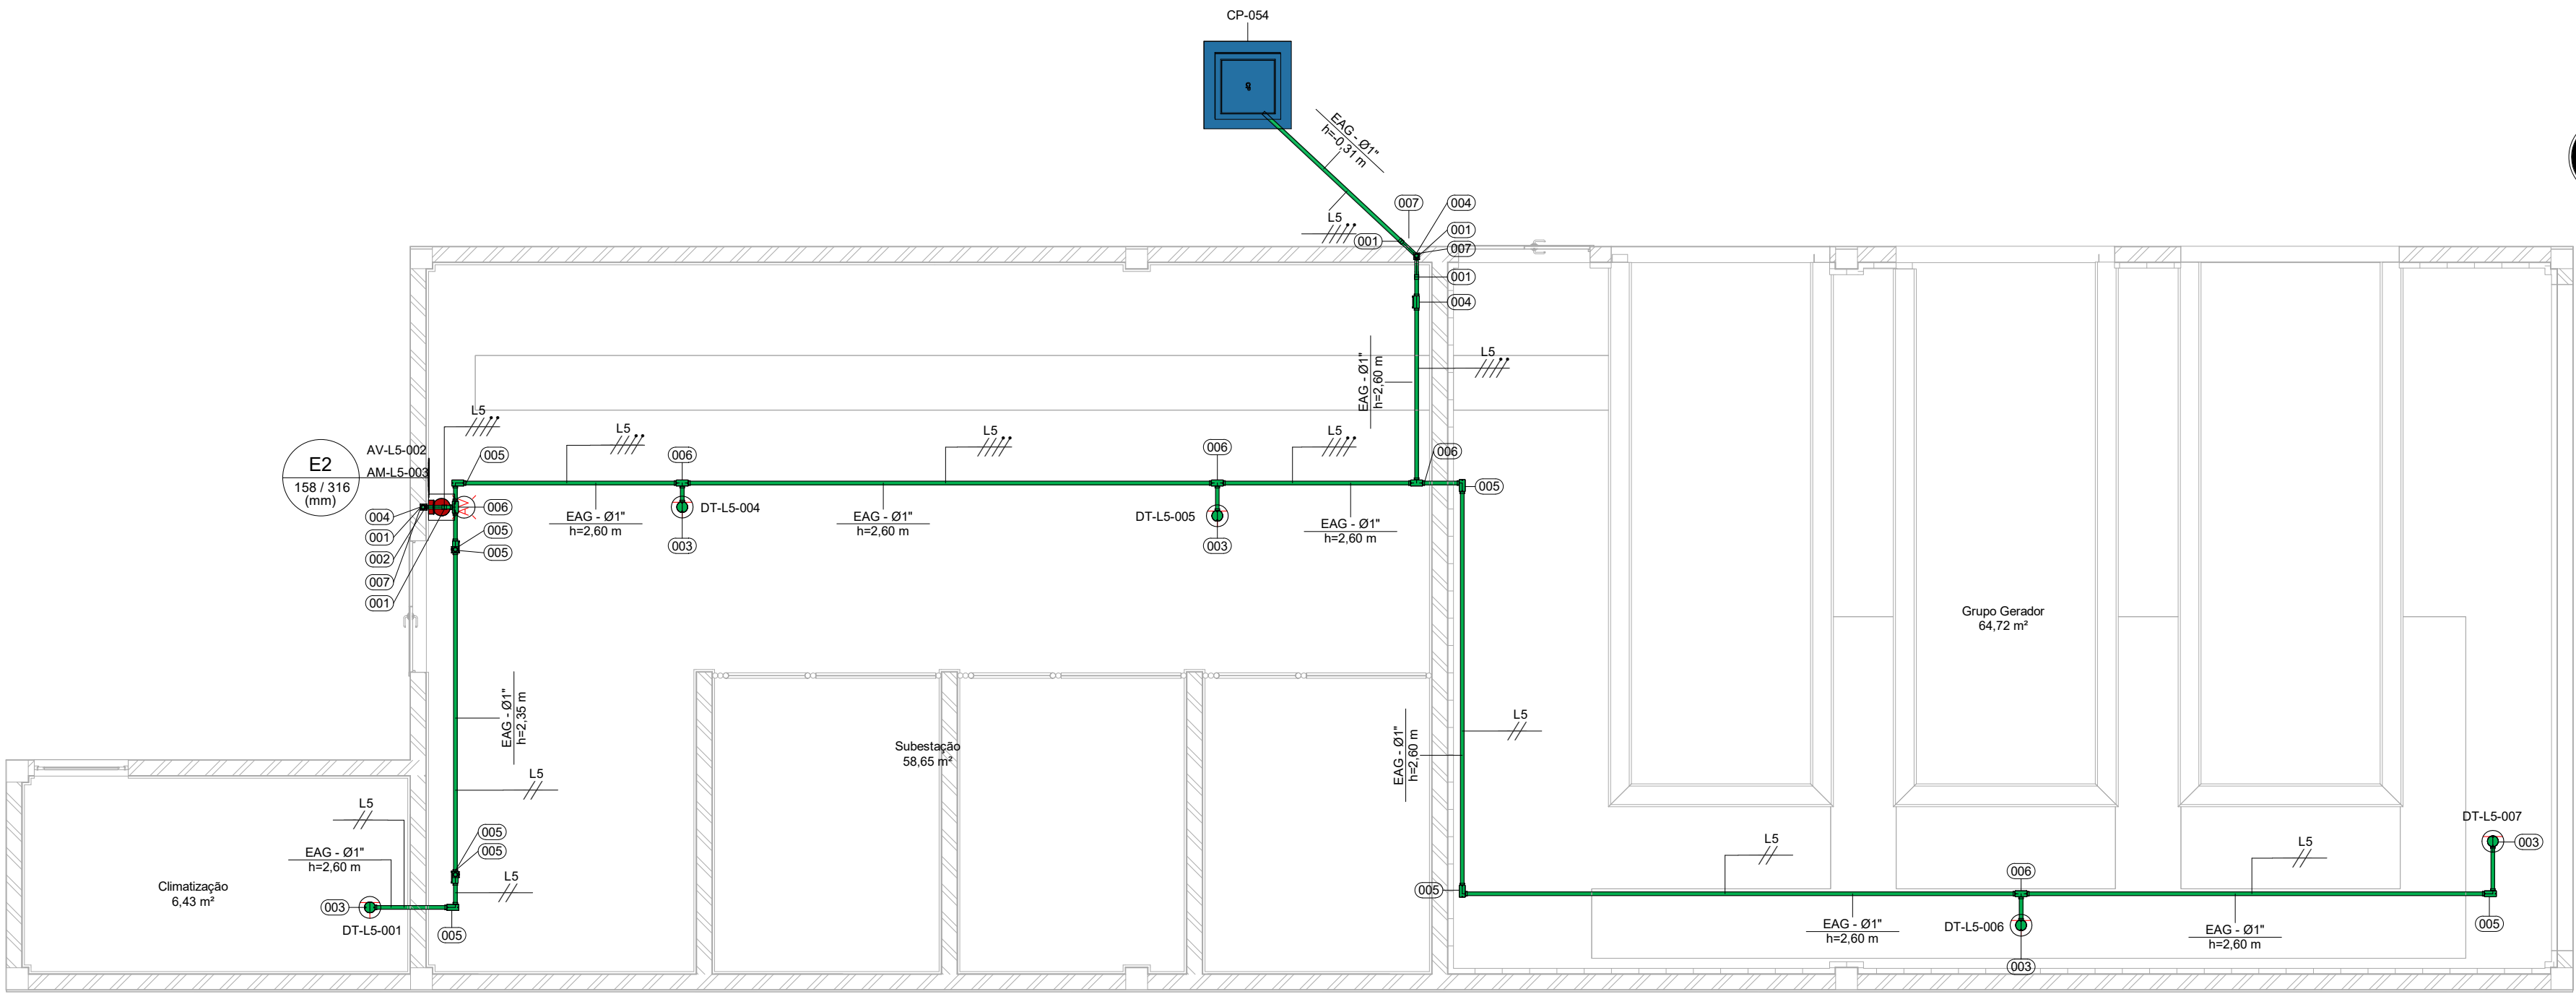 CP-054
EAG - Ø1"
h=-0,31 m
L5
007
004
001
001
007
001
004
L5
EAG - Ø1"
h=2,60 m
L5
L5
L5
L5
AV-L5-002
AM-L5-003
E2
158 / 316
(mm)
005
006
006
006
005
004
001
002
007
001
AV
006
005
005
DT-L5-004
003
DT-L5-005
003
EAG - Ø1"
h=2,60 m
EAG - Ø1"
h=2,60 m
EAG - Ø1"
h=2,60 m
Grupo Gerador
64,72 m²
EAG - Ø1"
h=2,35 m
Subestação
58,65 m²
EAG - Ø1"
h=2,60 m
L5
L5
L5
EAG - Ø1"
h=2,60 m
Climatização
6,43 m²
003
DT-L5-001
005
005
L5
005
L5
L5
DT-L5-007
003
005
006
DT-L5-006
003
EAG - Ø1"
h=2,60 m
EAG - Ø1"
h=2,60 m
005